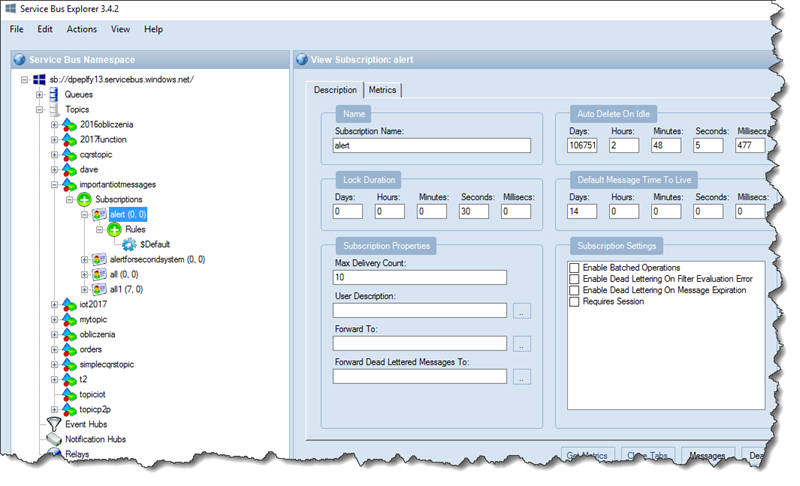 Service Bus Explorer 3.4.2
File Edit Actions View Help
Service Bus Namespace
sb://dpeplfy13.servicebus.windows.net/
Queues
Topics
2016obliczenia
2017function
cqrstopic
dave
importantiotmessages
Subscriptions
alert (0, 0)
Rules
$Default
alertforsecondsystem (0, 0)
all (0, 0)
all1 (7, 0)
iot2017
mytopic
obliczenia
orders
simplecqrstopic
t2
topiciot
topicp2p
Event Hubs
Notification Hubs
Relays
View Subscription: alert
Description Metrics
Name
Subscription Name:
alert
Auto Delete On Idle
Days: Hours: Minutes: Seconds: Millisecs:
106751 2 48 5 477
Lock Duration
Days: Hours: Minutes: Seconds: Millisecs:
0 0 0 30 0
Default Message Time To Live
Days: Hours: Minutes: Seconds: Millisecs:
14 0 0 0 0
Subscription Properties
Max Delivery Count:
10
User Description:
..
Forward To:
..
Forward Dead Lettered Messages To:
..
Subscription Settings
Enable Batched Operations
Enable Dead Lettering On Filter Evaluation Error
Enable Dead Lettering On Message Expiration
Requires Session
Get Metrics Close Tabs Messages Dea